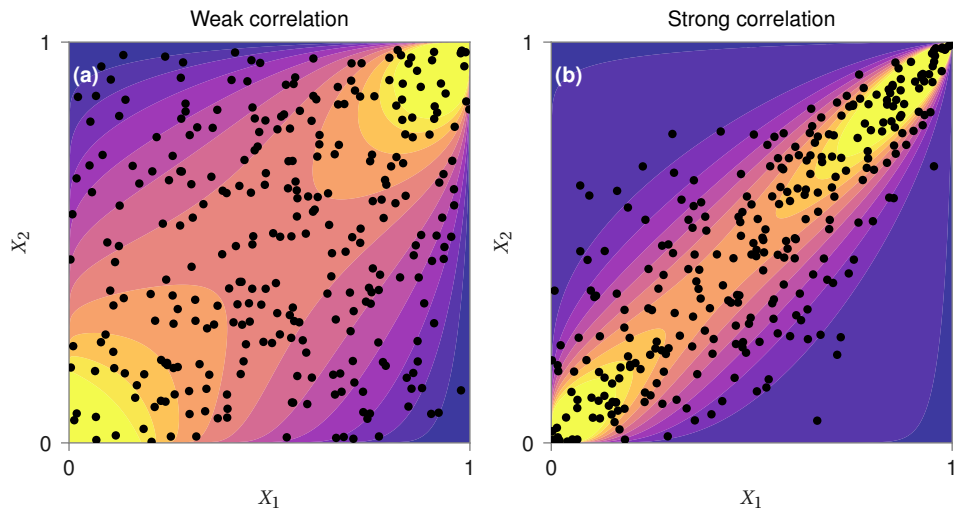 Weak correlation
Strong correlation
1
(a)
X₂
0
0
1
X₁
1
(b)
X₂
0
0
1
X₁